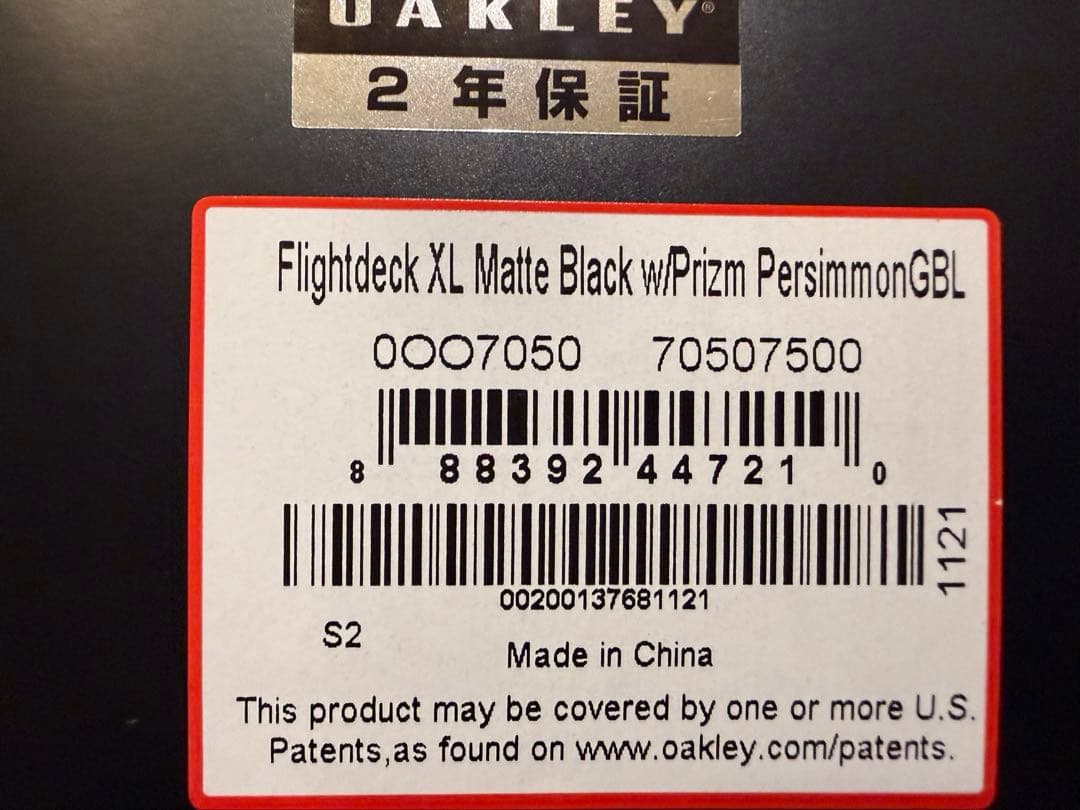 OAKLEY®
2年保証
Flightdeck XL Matte Black w/Prizm PersimmonGBL
0OO7050 70507500
8 88392 44721 0
1121
00200137681121
S2
Made in China
This product may be covered by one or more U.S.
Patents,as found on www.oakley.com/patents.